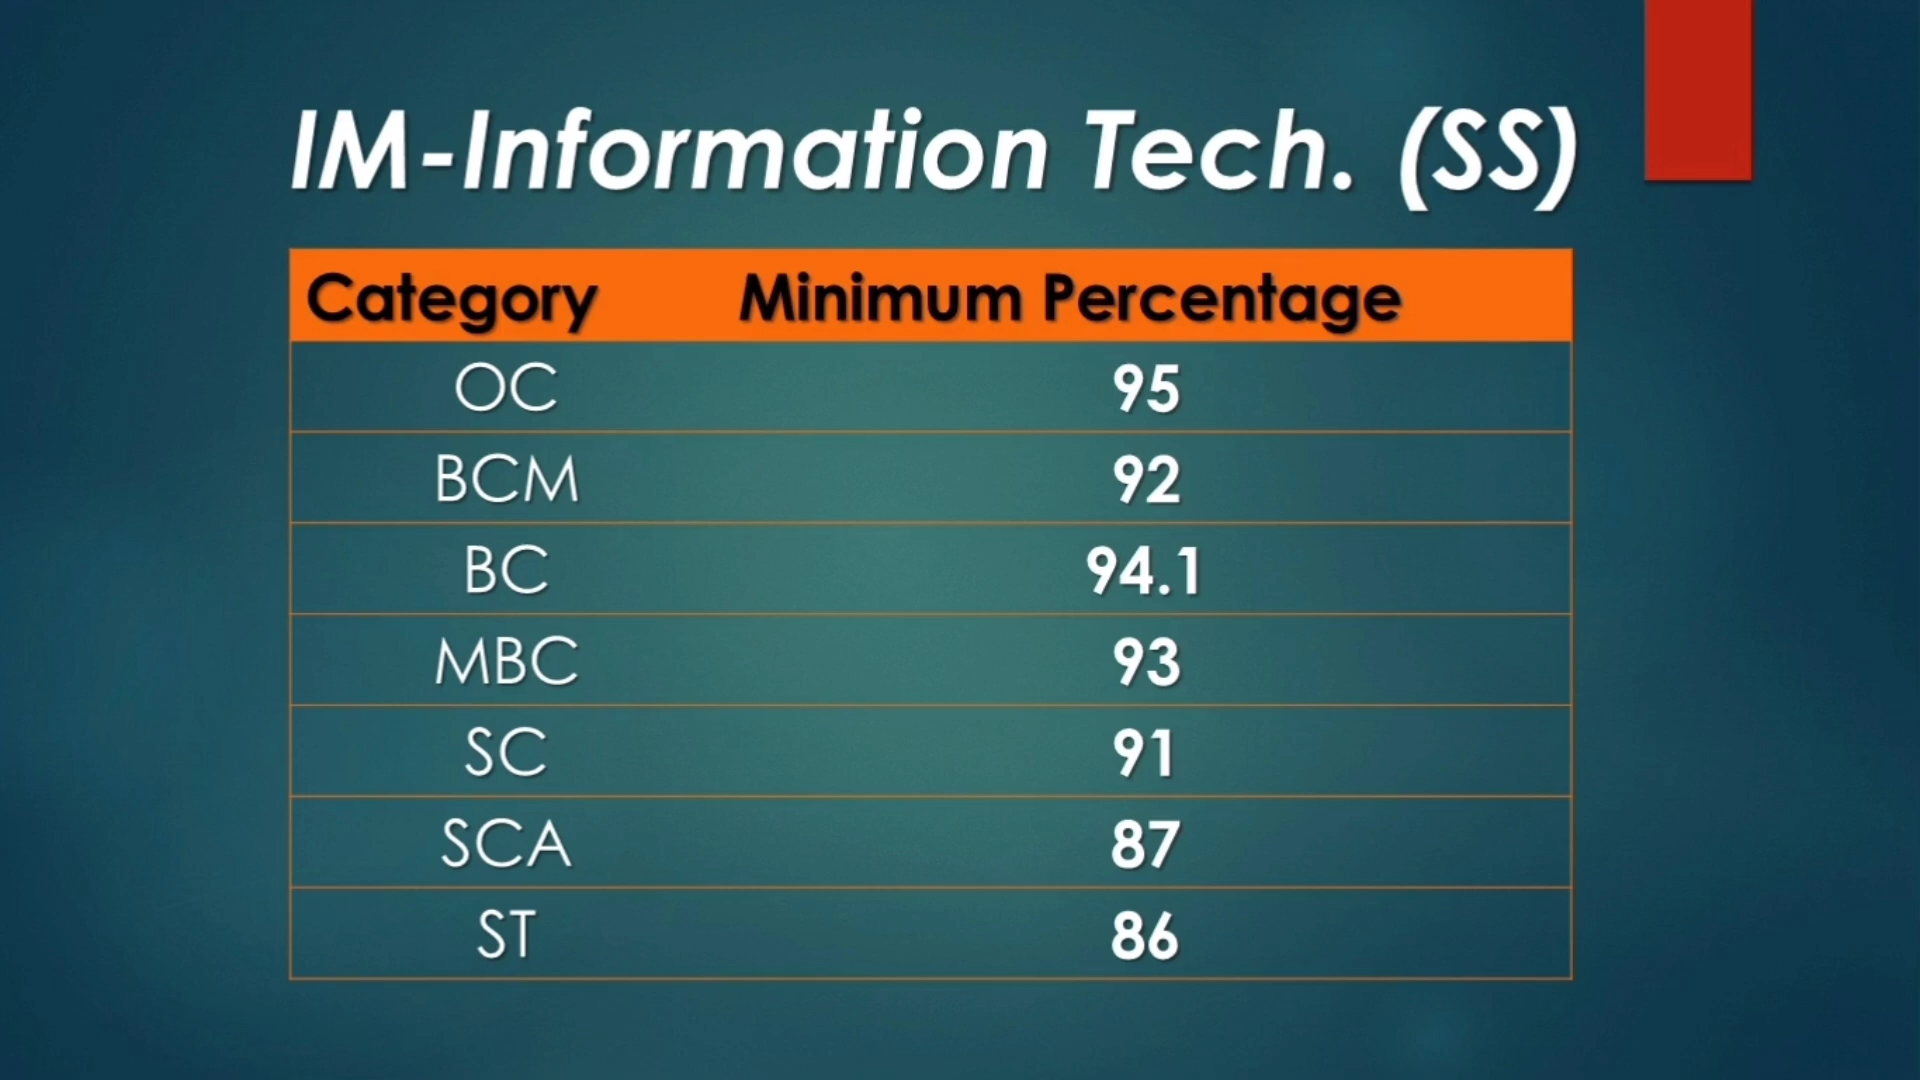 IM-Information Tech. (SS)
Category Minimum Percentage
OC 95
BCM 92
BC 94.1
MBC 93
SC 91
SCA 87
ST 86